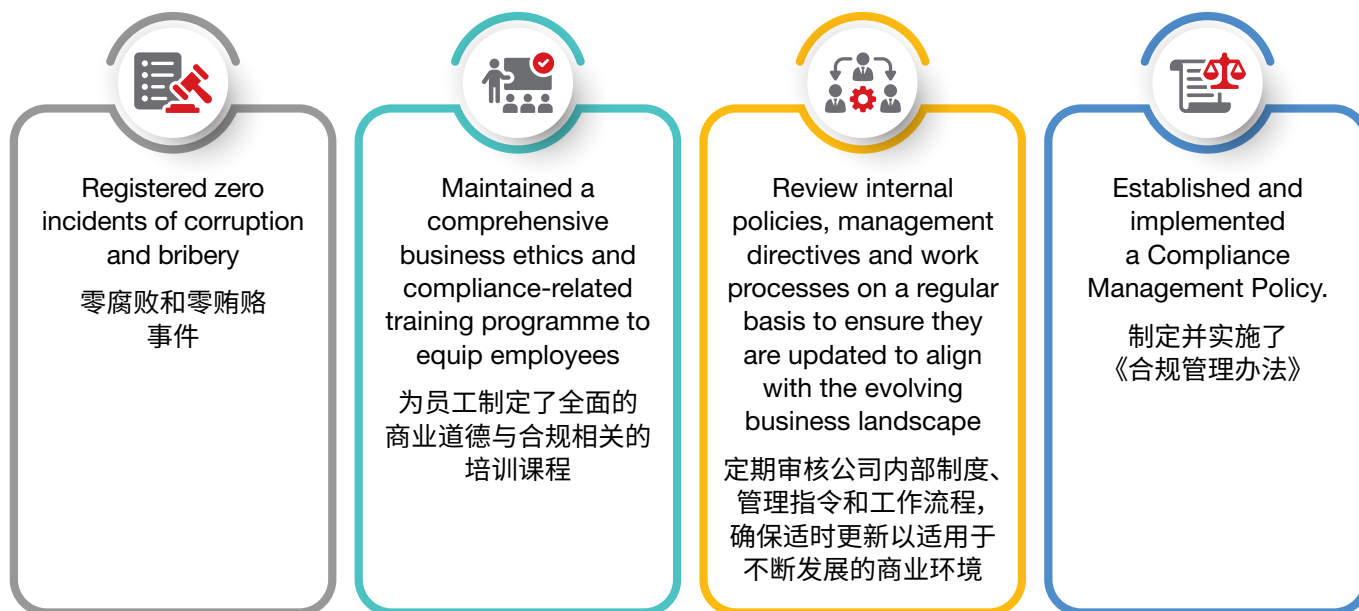 Registered zero
incidents of corruption
and bribery
零腐败和零贿赂
事件
Maintained a
comprehensive
business ethics and
compliance-related
training programme to
equip employees
为员工制定了全面的
商业道德与合规相关的
培训课程
Review internal
policies, management
directives and work
processes on a regular
basis to ensure they
are updated to align
with the evolving
business landscape
定期审核公司内部制度、
管理指令和工作流程，
确保适时更新以适用于
不断发展的商业环境
Established and
implemented
a Compliance
Management Policy.
制定并实施了
《合规管理办法》